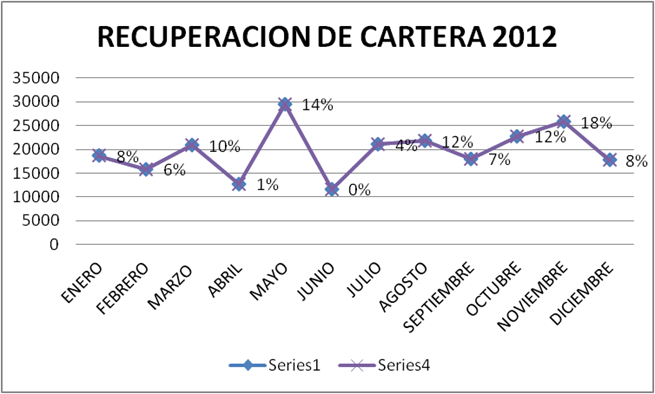 RECUPERACION DE CARTERA 2012
35000
30000
25000
20000
15000
10000
5000
0
8%
6%
10%
1%
14%
0%
4%
12%
7%
12%
18%
8%
ENERO
FEBRERO
MARZO
ABRIL
MAYO
JUNIO
JULIO
AGOSTO
SEPTIEMBRE
OCTUBRE
NOVIEMBRE
DICIEMBRE
Series1
Series4